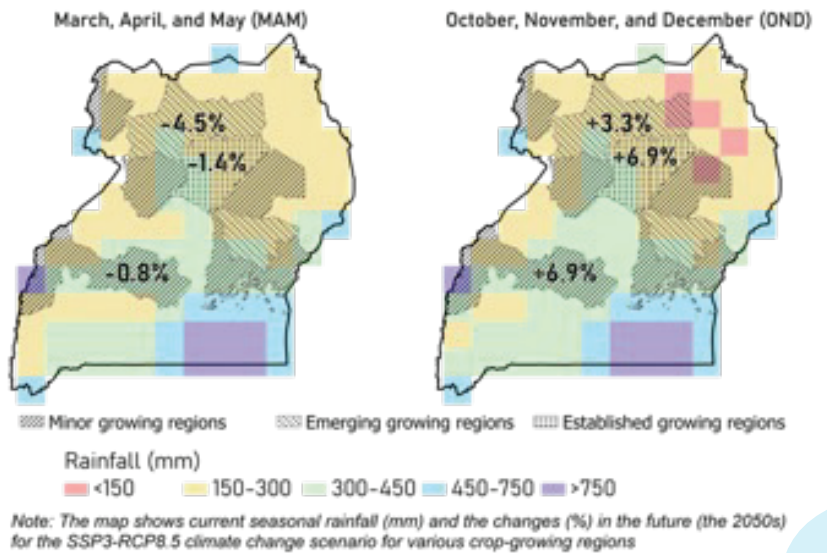 March, April, and May (MAM)
October, November, and December (OND)
-4.5%
-1.4%
-0.8%
+3.3%
+6.9%
+6.9%
Minor growing regions
Emerging growing regions
Established growing regions
Rainfall (mm)
<150
150-300
300-450
450-750
>750
Note: The map shows current seasonal rainfall (mm) and the changes (%) in the future (the 2050s)
for the SSP3-RCP8.5 climate change scenario for various crop-growing regions